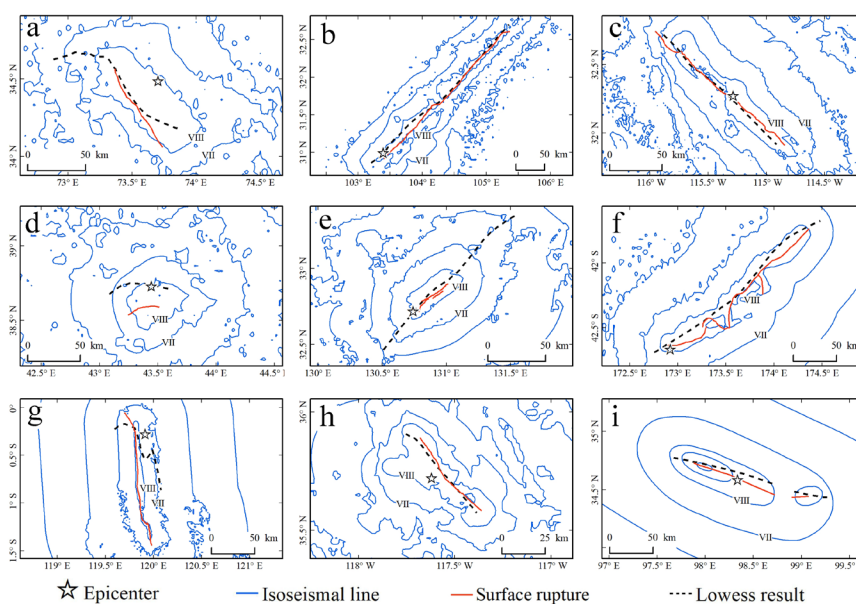 a
34.5° N
34° N
VIII
VII
0 50 km
73° E 73.5° E 74° E 74.5° E
b
32.5° N
32° N
31.5° N
31° N
VIII
VII
0 50 km
103° E 104° E 105° E 106° E
c
32.5° N
32° N
VIII
VII
0 50 km
116° W 115.5° W 115° W 114.5° W
d
39° N
38.5° N
VIII
VII
0 50 km
42.5° E 43° E 43.5° E 44° E 44.5° E
e
33° N
32.5° N
VIII
VII
0 50 km
130° E 130.5° E 131° E 131.5° E
f
42° S
42.5° S
VIII
VII
0 50 km
172.5° E 173° E 173.5° E 174° E 174.5° E
g
0°
0.5° S
1° S
1.5° S
VIII
VII
0 50 km
119° E 119.5° E 120° E 120.5° E 121° E
h
36° N
35.5° N
VIII
VII
0 25 km
118° W 117.5° W 117° W
i
35° N
34.5° N
VIII
VII
0 50 km
97° E 97.5° E 98° E 98.5° E 99° E 99.5° E
Epicenter Isoseismal line Surface rupture Lowess result